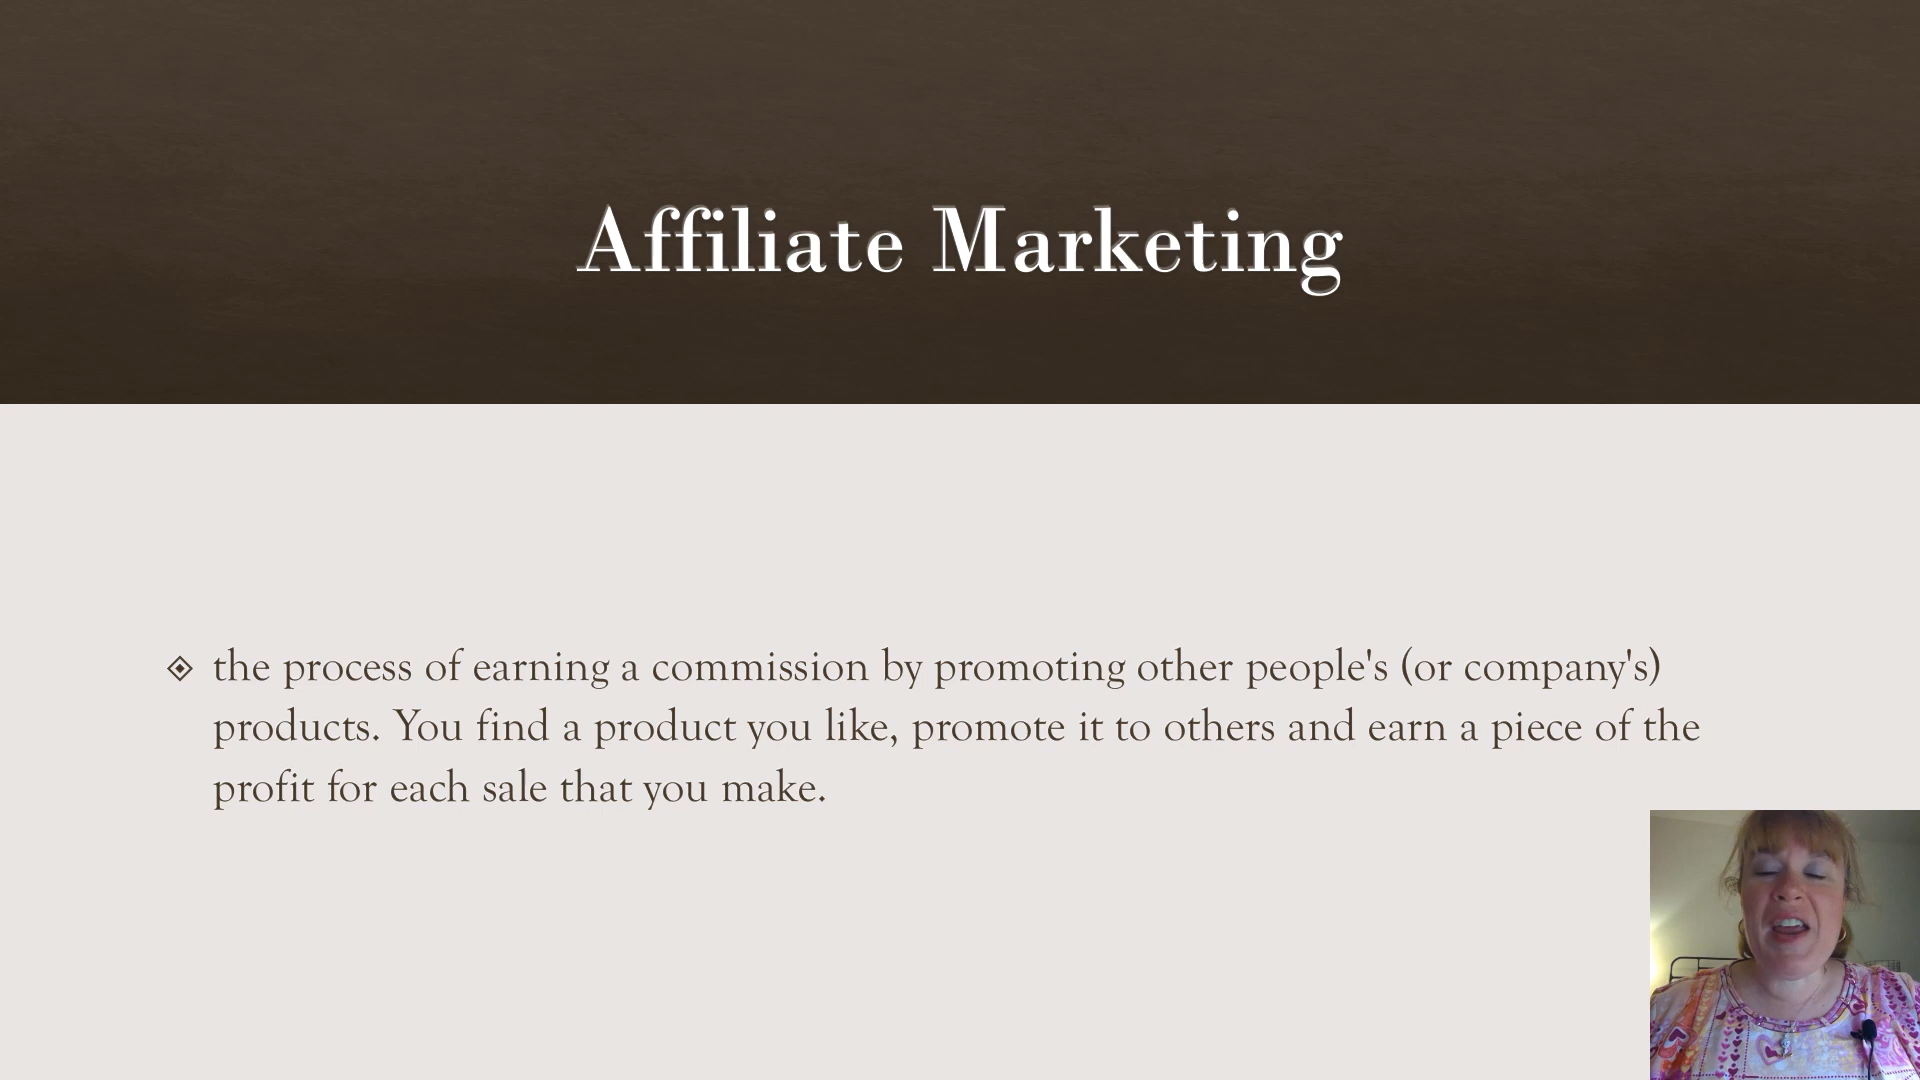 Affiliate Marketing
the process of earning a commission by promoting other people's (or company's)
products. You find a product you like, promote it to others and earn a piece of the
profit for each sale that you make.